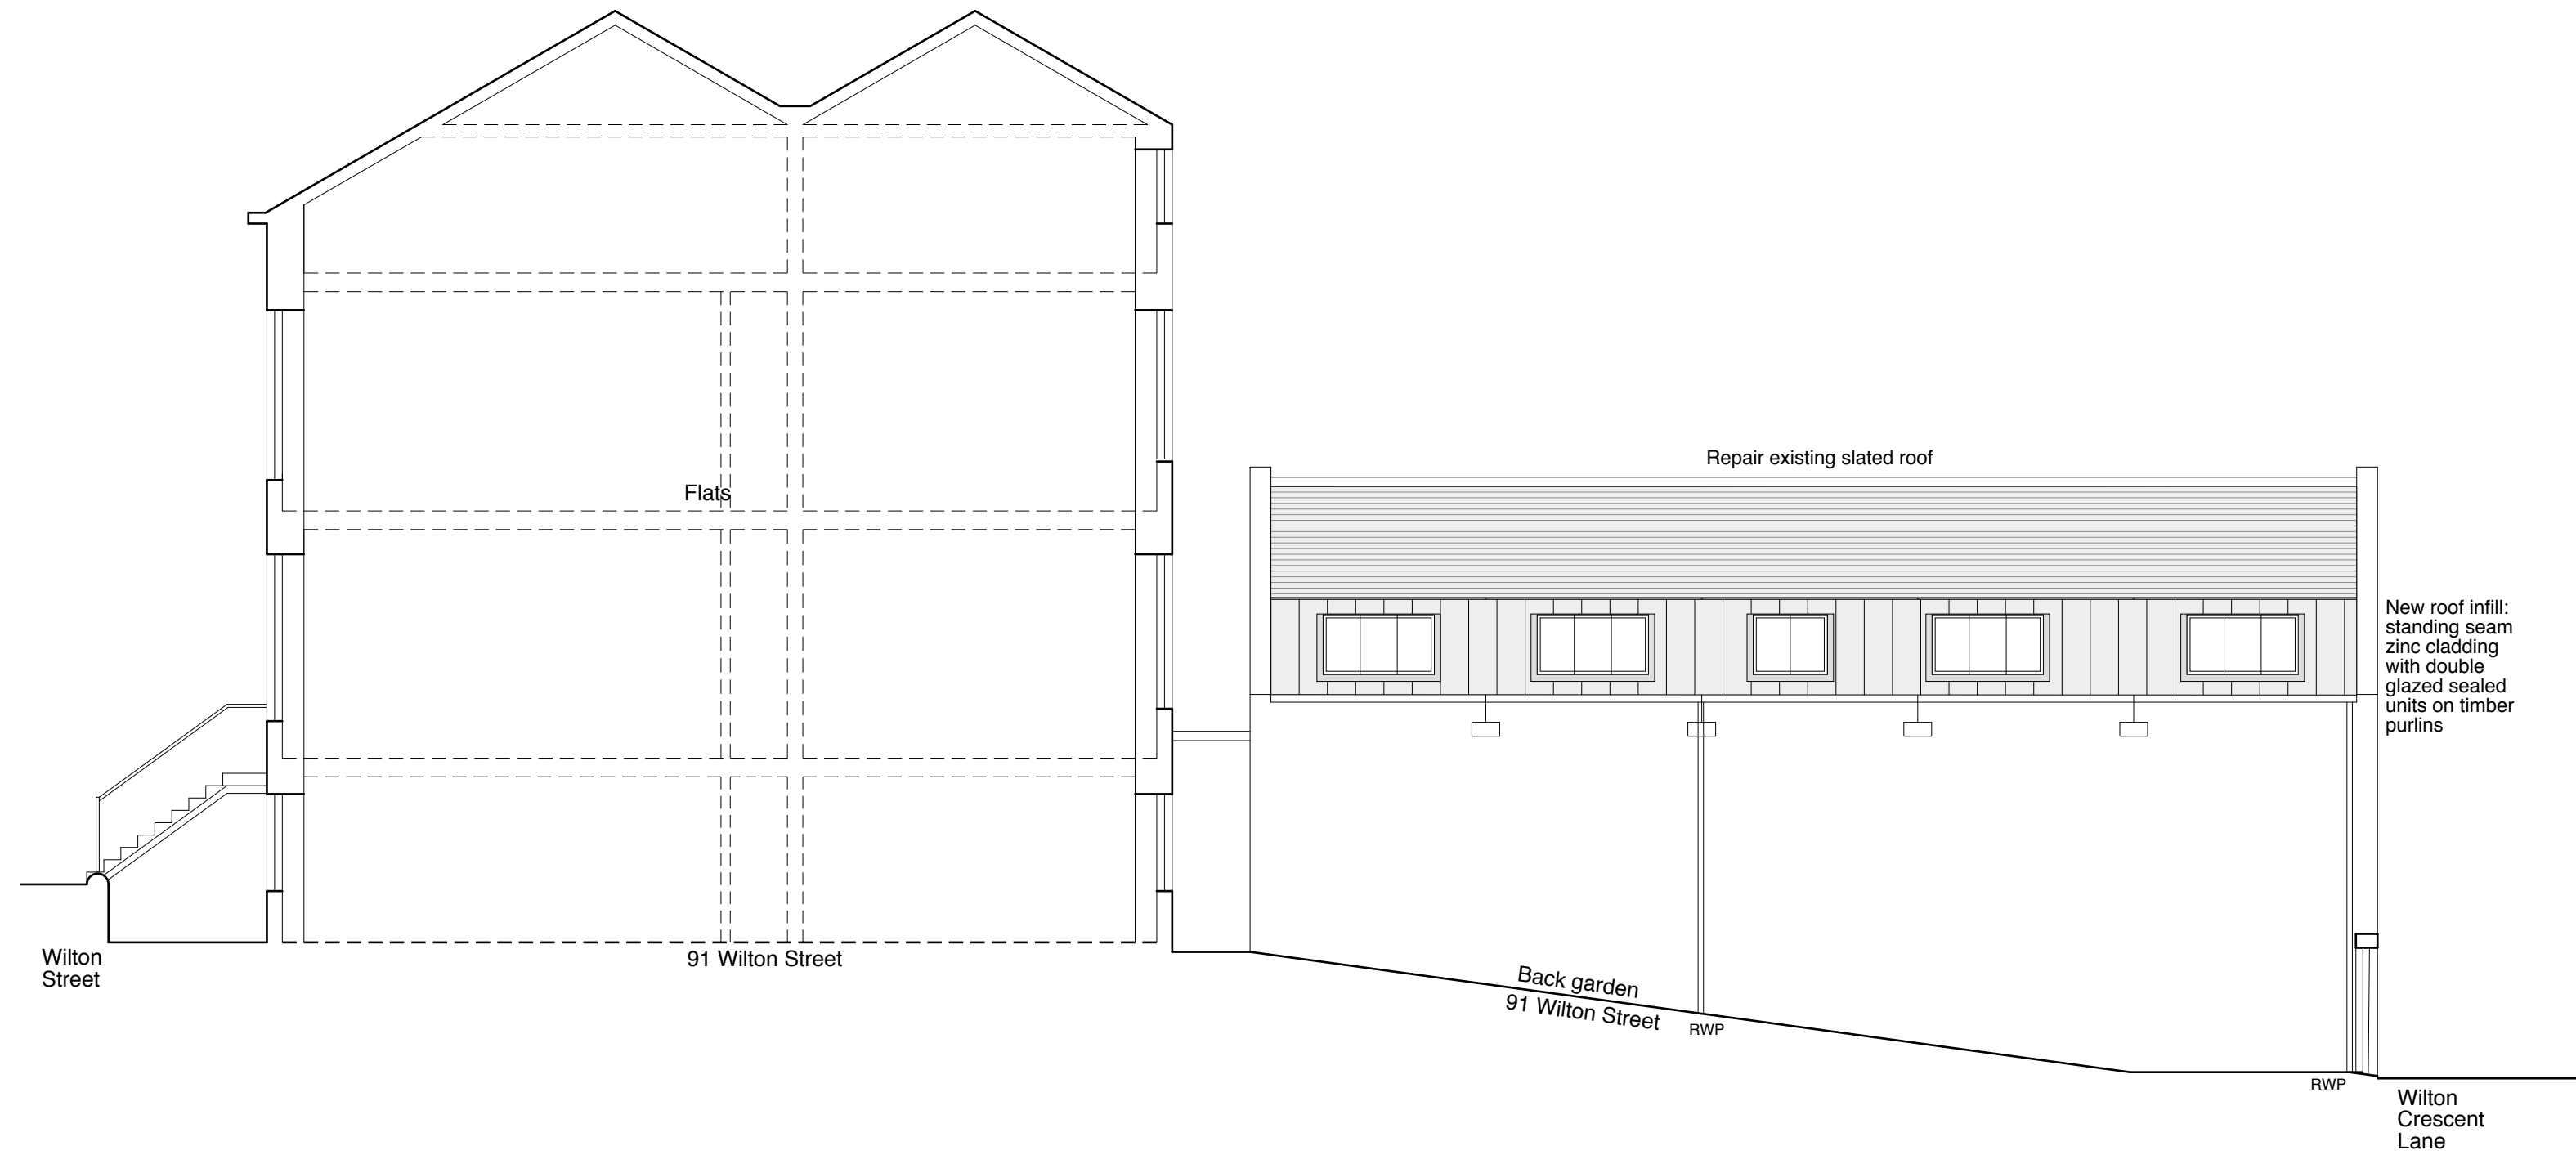 Repair existing slated roof
Flats
New roof infill:
standing seam
zinc cladding
with double
glazed sealed
units on timber
purlins
Wilton
Street
91 Wilton Street
Back garden
91 Wilton Street
RWP
RWP
Wilton
Crescent
Lane